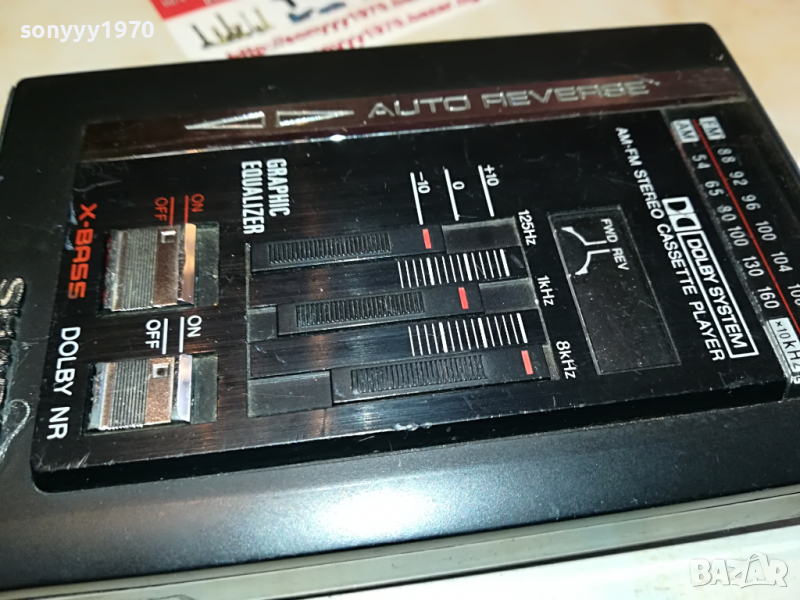 sonyyy1970
AUTO REVERSE
GRAPHIC
EQUALIZER
-10
0
+10
125Hz
1kHz
8kHz
FWD REV
AM-FM STEREO CASSETTE PLAYER
DOLBY SYSTEM
FM
88 92 96 100 104
AM
54 65 80 100 130 160
×10kHz
ON
OFF
X-BASS
ON
OFF
DOLBY NR
BAZAR